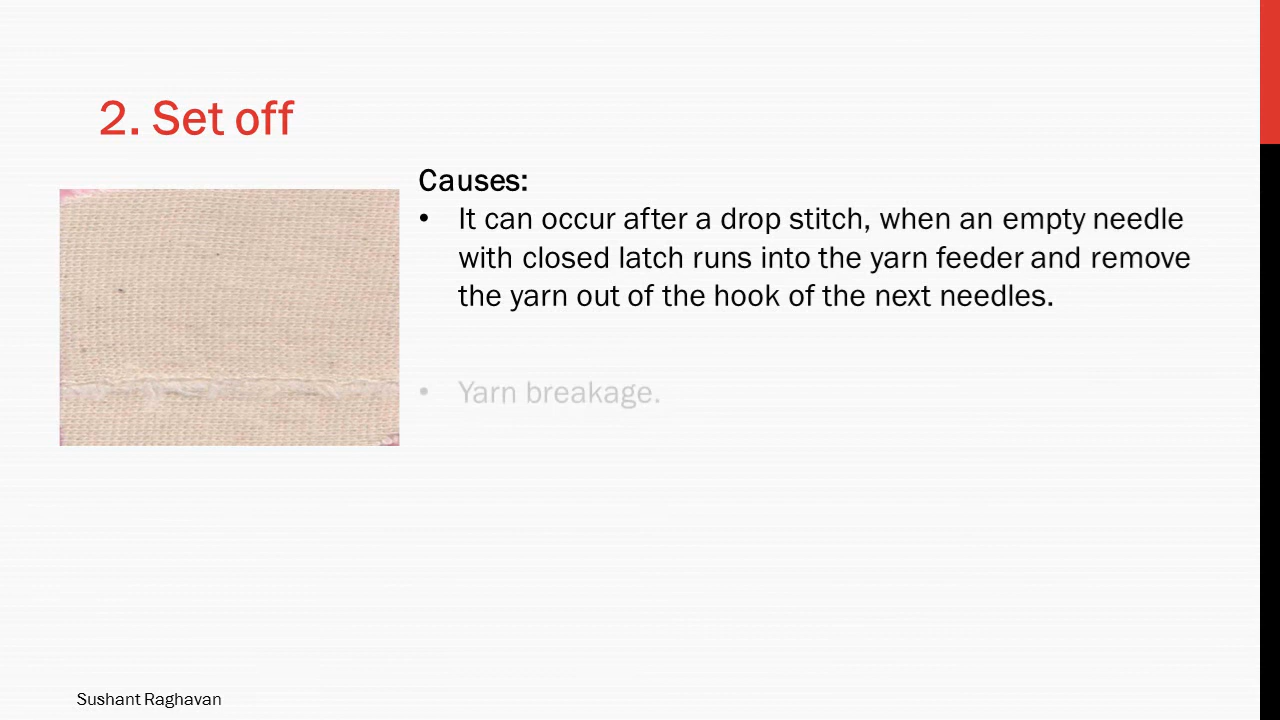 2. Set off
Causes:
• It can occur after a drop stitch, when an empty needle
with closed latch runs into the yarn feeder and remove
the yarn out of the hook of the next needles.
• Yarn breakage.
Sushant Raghavan